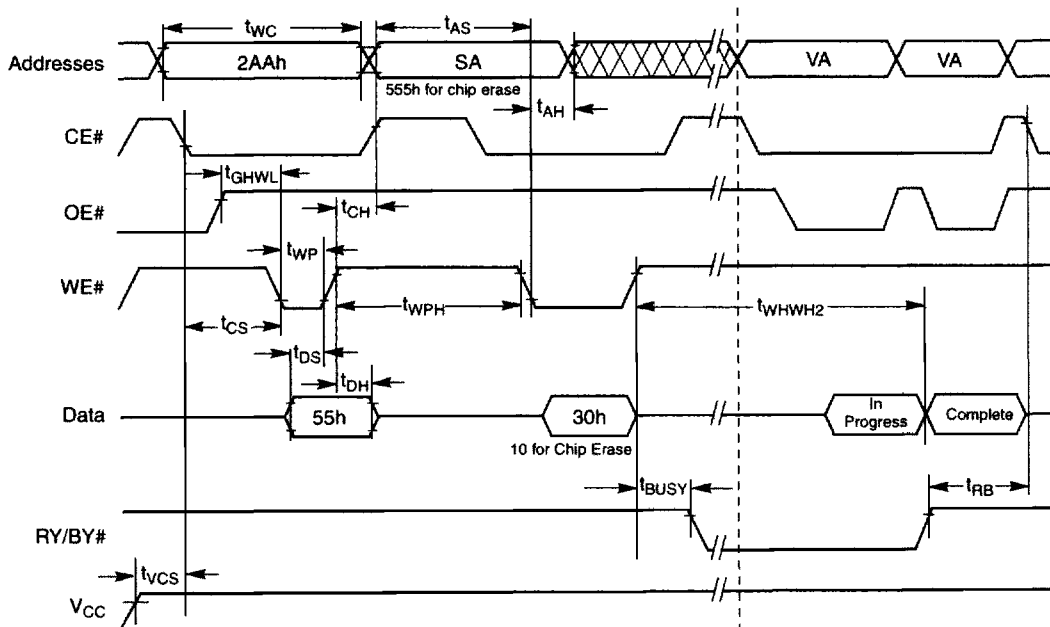 tWC
tAS
Addresses
2AAh
SA
VA
VA
555h for chip erase
tAH
CE#
tGHWL
OE#
tCH
tWP
WE#
tWPH
tWHWH2
tCS
tDS
tDH
Data
55h
30h
In
Progress
Complete
10 for Chip Erase
tBUSY
tRB
RY/BY#
tVCS
VCC